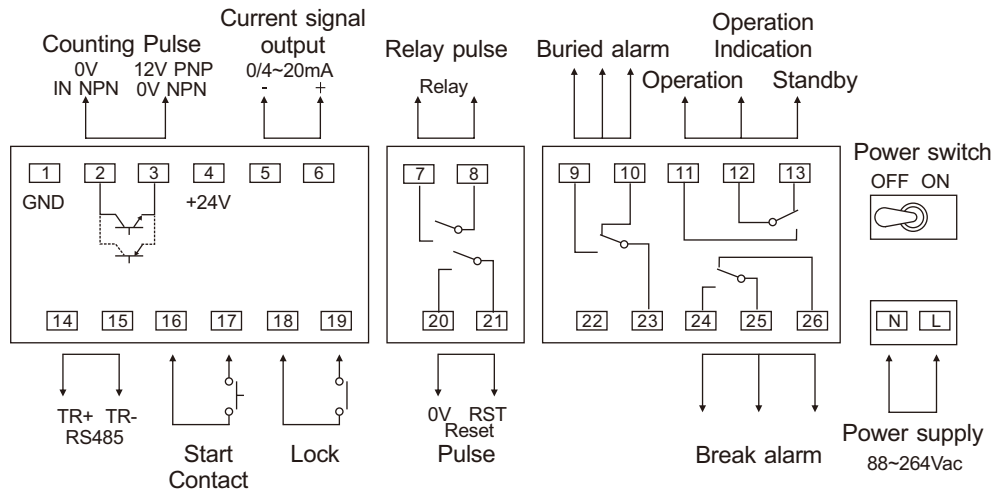 Counting Pulse
0V 12V PNP
IN NPN 0V NPN
Current signal
output
0/4~20mA
- +
Relay pulse
Relay
Buried alarm
Operation
Indication
Operation Standby
1 2 3 4 5 6
GND +24V
7 8
9 10 11 12 13
Power switch
OFF ON
14 15 16 17 18 19
20 21
22 23 24 25 26
N L
TR+ TR-
RS485
Start
Contact
Lock
0V RST
Reset
Pulse
Break alarm
Power supply
88~264Vac